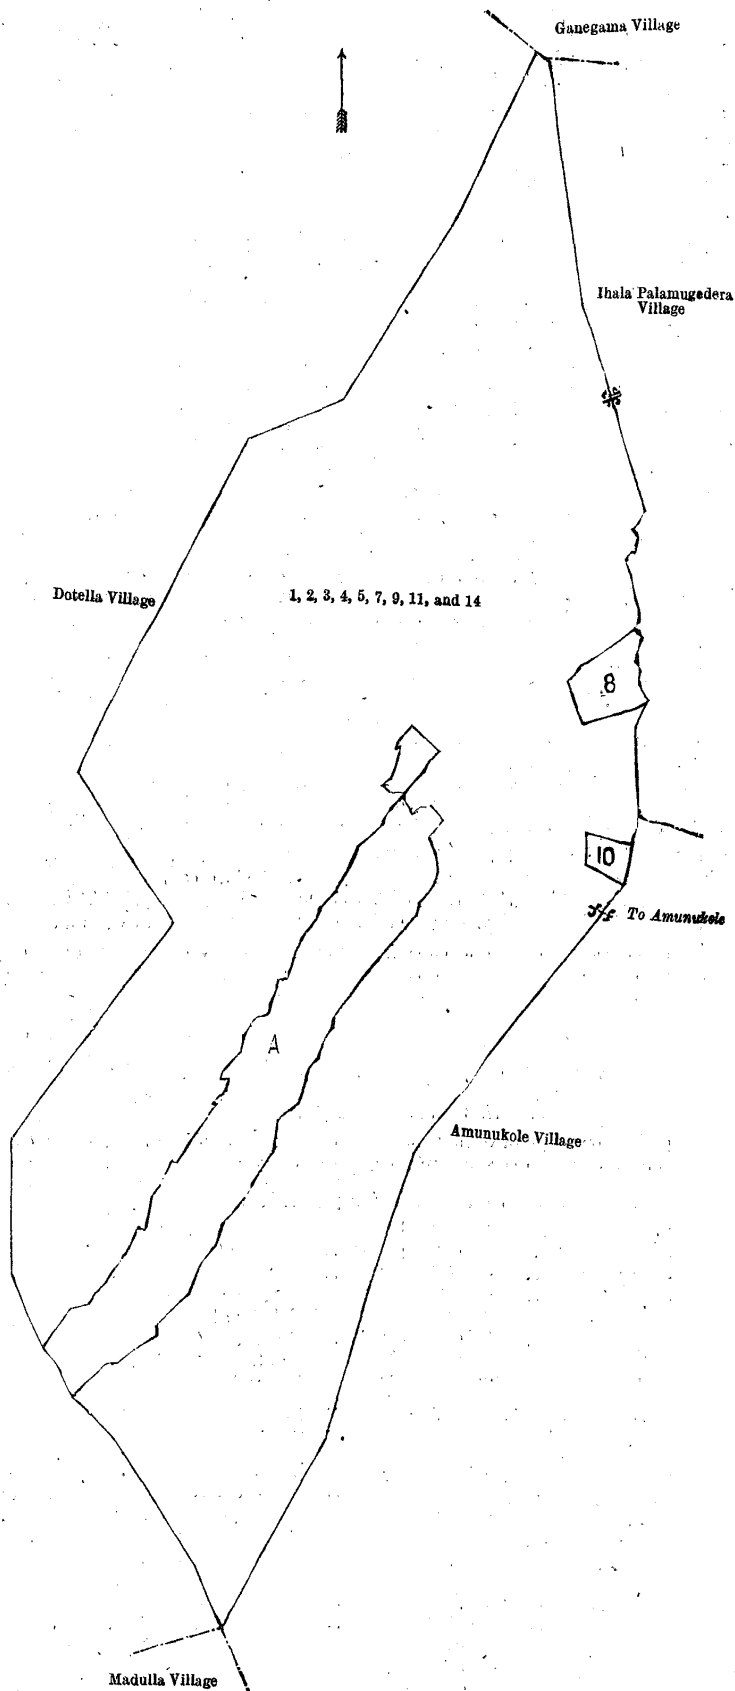 Ganegama Village
Ihala Palamugedera
Village
Dotella Village
1, 2, 3, 4, 5, 7, 9, 11, and 14
8
10
To Amunukole
A
Amunukole Village
Madulla Village